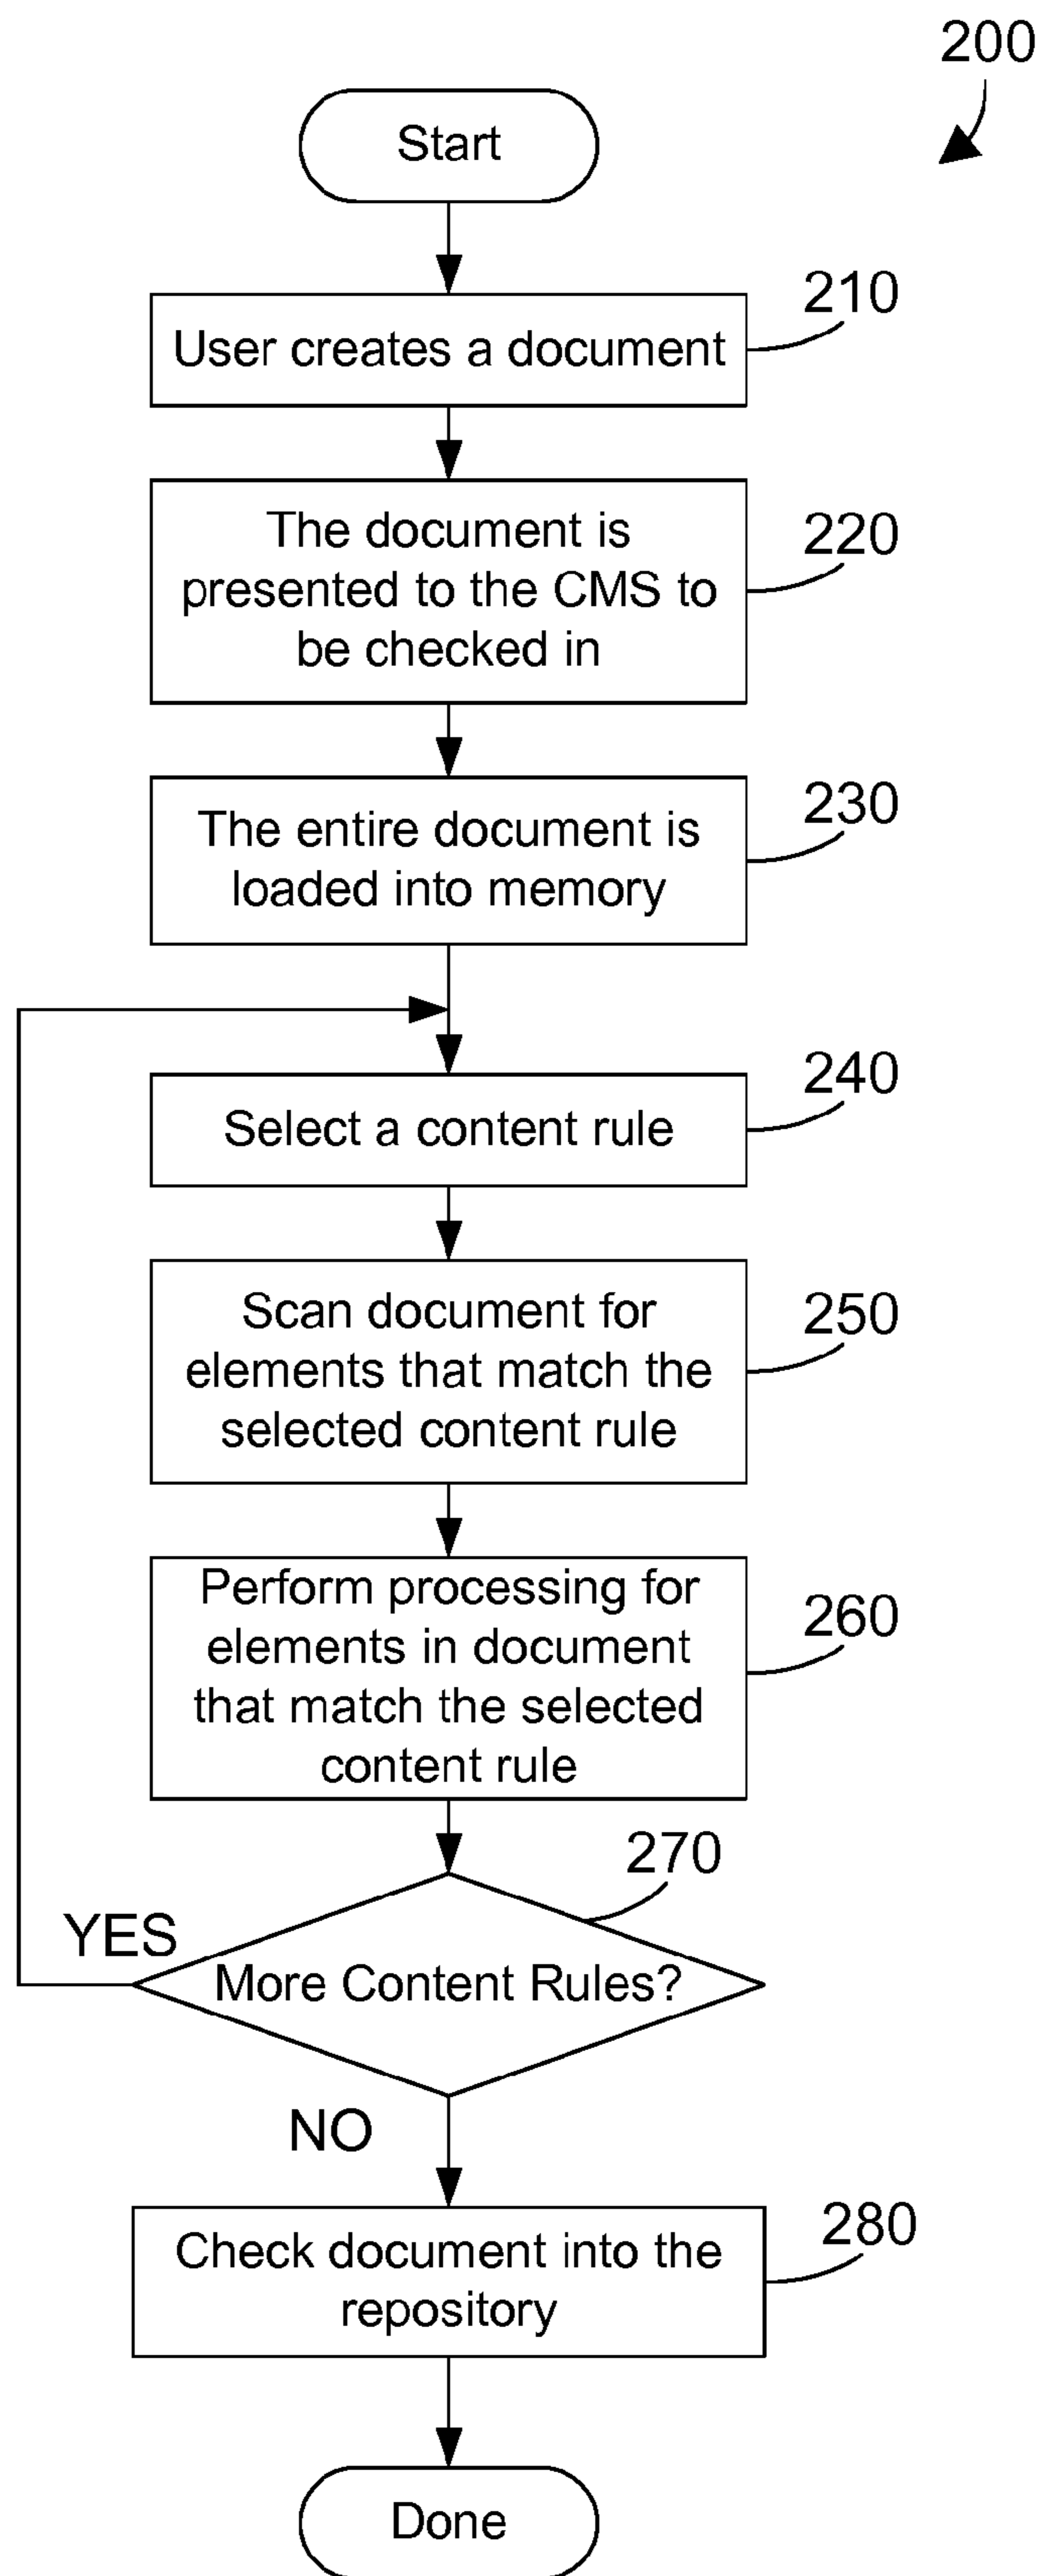 200
Start
210
User creates a document
220
The document is
presented to the CMS to
be checked in
230
The entire document is
loaded into memory
240
Select a content rule
250
Scan document for
elements that match the
selected content rule
260
Perform processing for
elements in document
that match the selected
content rule
270
YES
More Content Rules?
NO
280
Check document into the
repository
Done